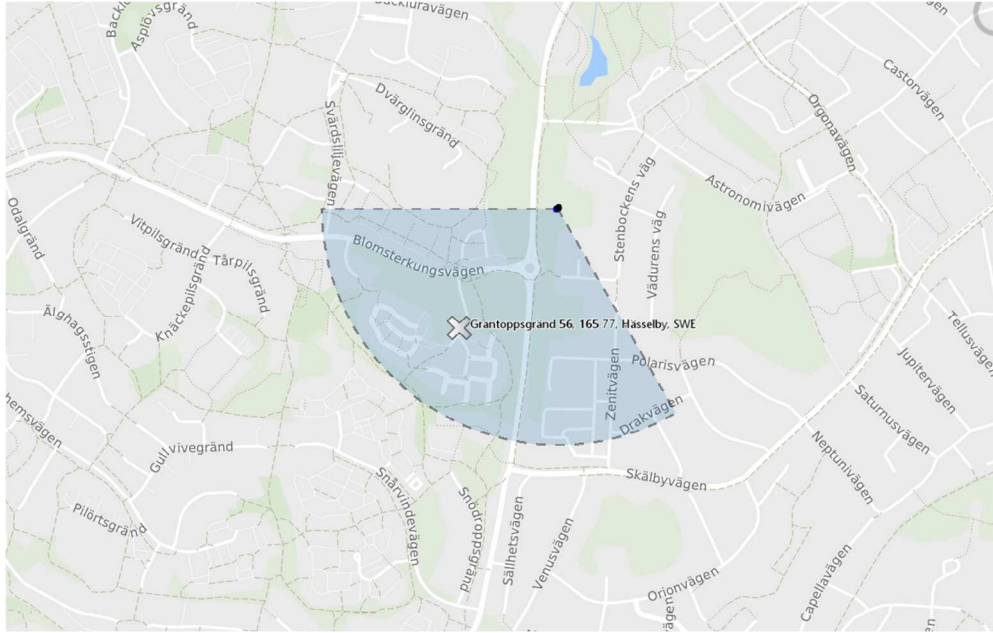 Backluravägen
Asplövsgränd
Castorvägen
Dvärglinsgränd
Orgonavägen
Svärdsliljevägen
Astronomivägen
Stenbockens väg
Odalgränd
Vitpilsgränd
Tårpilsgränd
Vädurens väg
Blomsterkungsvägen
Knäckepilsgränd
Älghagsstigen
Grantoppsgränd 56, 165 77, Hässelby, SWE
Tellusvägen
Polarisvägen
Jupitervägen
Zenitvägen
Drakvägen
Saturnusvägen
hemsvägen
Gullvivegränd
Neptunivägen
Skälbyvägen
Snårvindevägen
Snödroppsgränd
Pilörtsgränd
Sällhetsvägen
Venusvägen
Orionvägen
Capellavägen